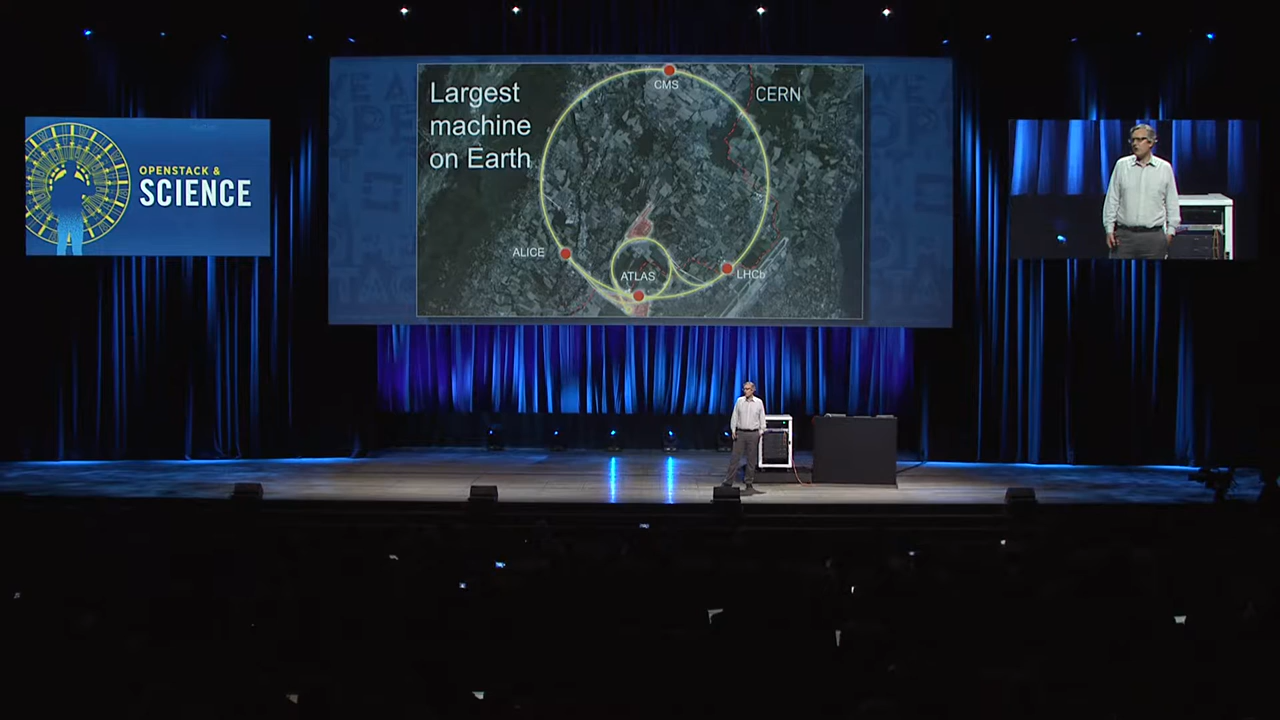 OPENSTACK &
SCIENCE
Largest
machine
on Earth
CMS
CERN
ALICE
ATLAS
LHCb